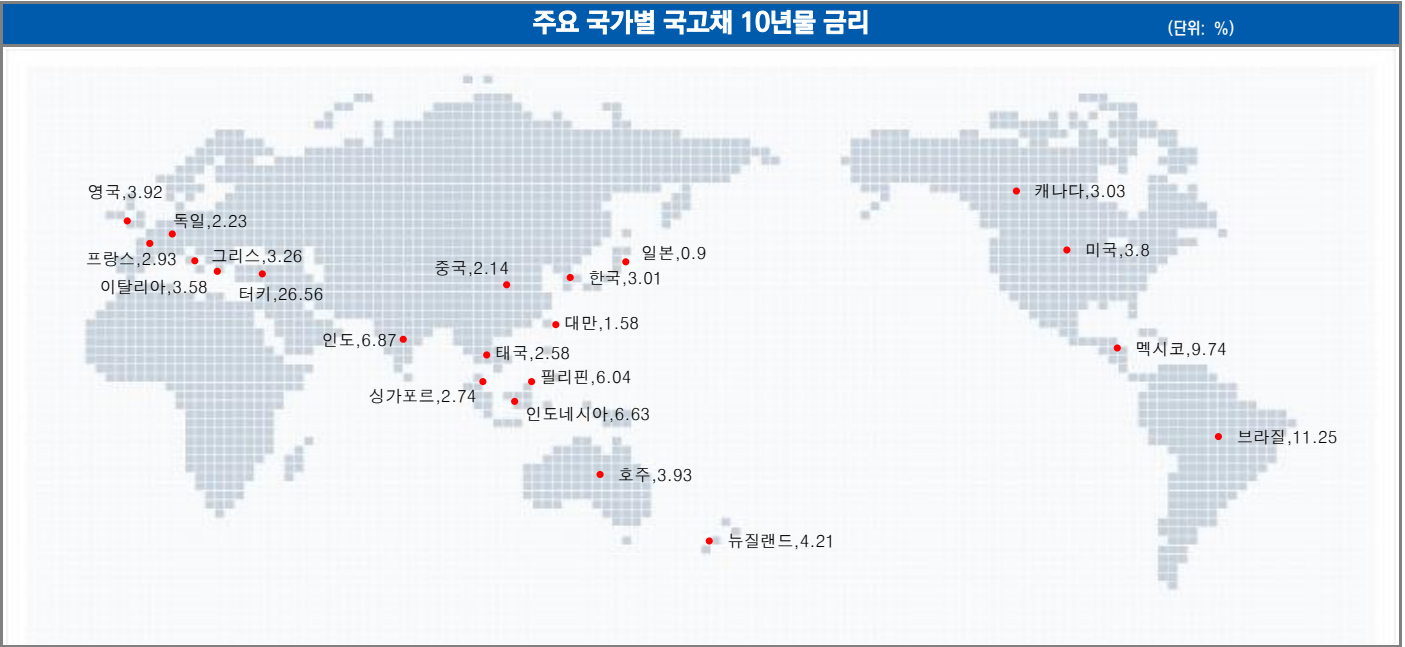 주요 국가별 국고채 10년물 금리
(단위: %)
영국,3.92
캐나다,3.03
독일,2.23
미국,3.8
일본,0.9
그리스,3.26
프랑스,2.93
중국,2.14
한국,3.01
이탈리아,3.58
터키,26.56
대만,1.58
인도,6.87
멕시코,9.74
태국,2.58
필리핀,6.04
싱가포르,2.74
인도네시아,6.63
브라질,11.25
호주,3.93
뉴질랜드,4.21